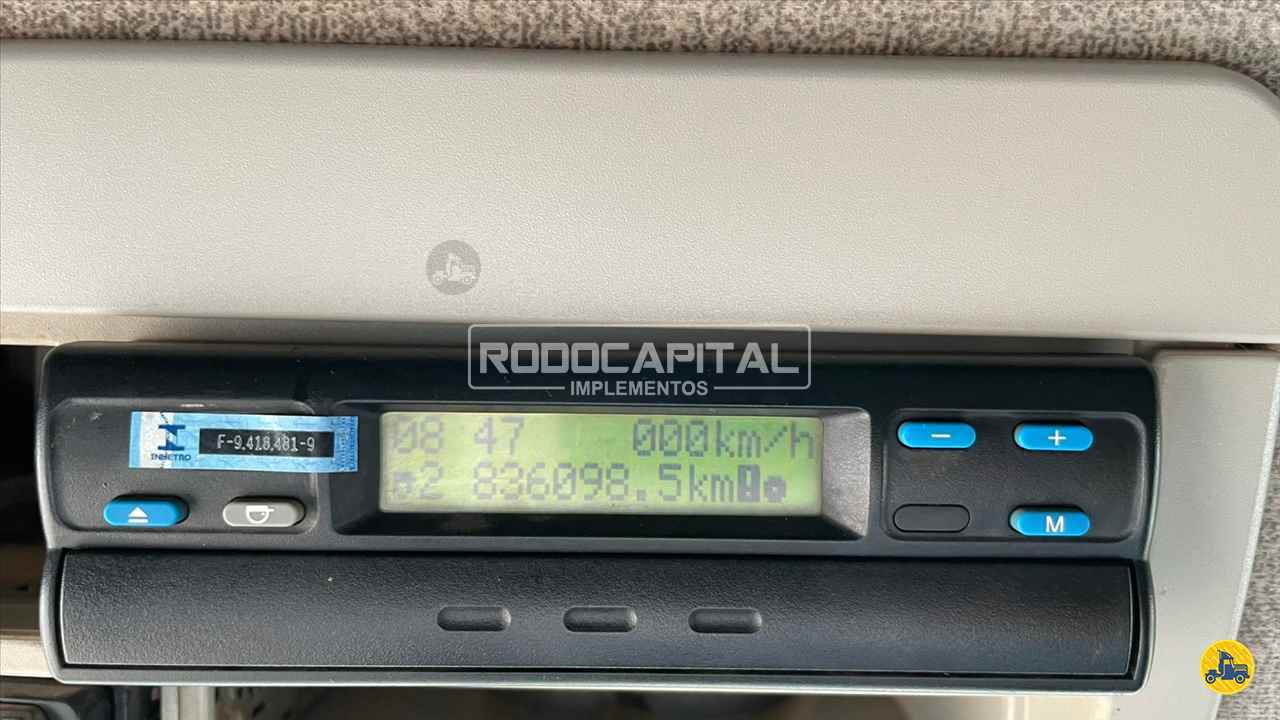 RODOCAPITAL
IMPLEMENTOS
INMETRO
F-9.418.481-9
08 47 000km/h
2 836098.5km
M